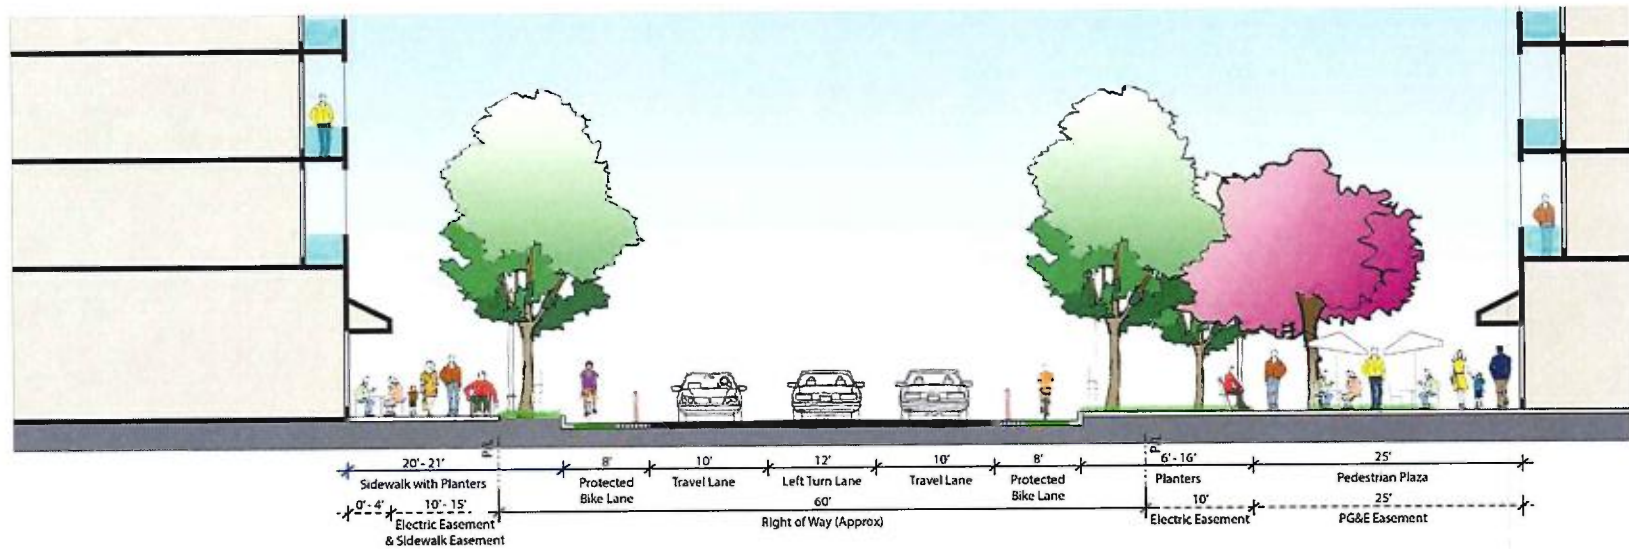 P/L
P/L
20' - 21'
8'
10'
12'
10'
8'
6' - 16'
25'
Sidewalk with Planters
Protected
Bike Lane
Travel Lane
Left Turn Lane
Travel Lane
Protected
Bike Lane
Planters
Pedestrian Plaza
0' - 4'
10' - 15'
60'
10'
25'
Electric Easement
& Sidewalk Easement
Right of Way (Approx)
Electric Easement
PG&E Easement